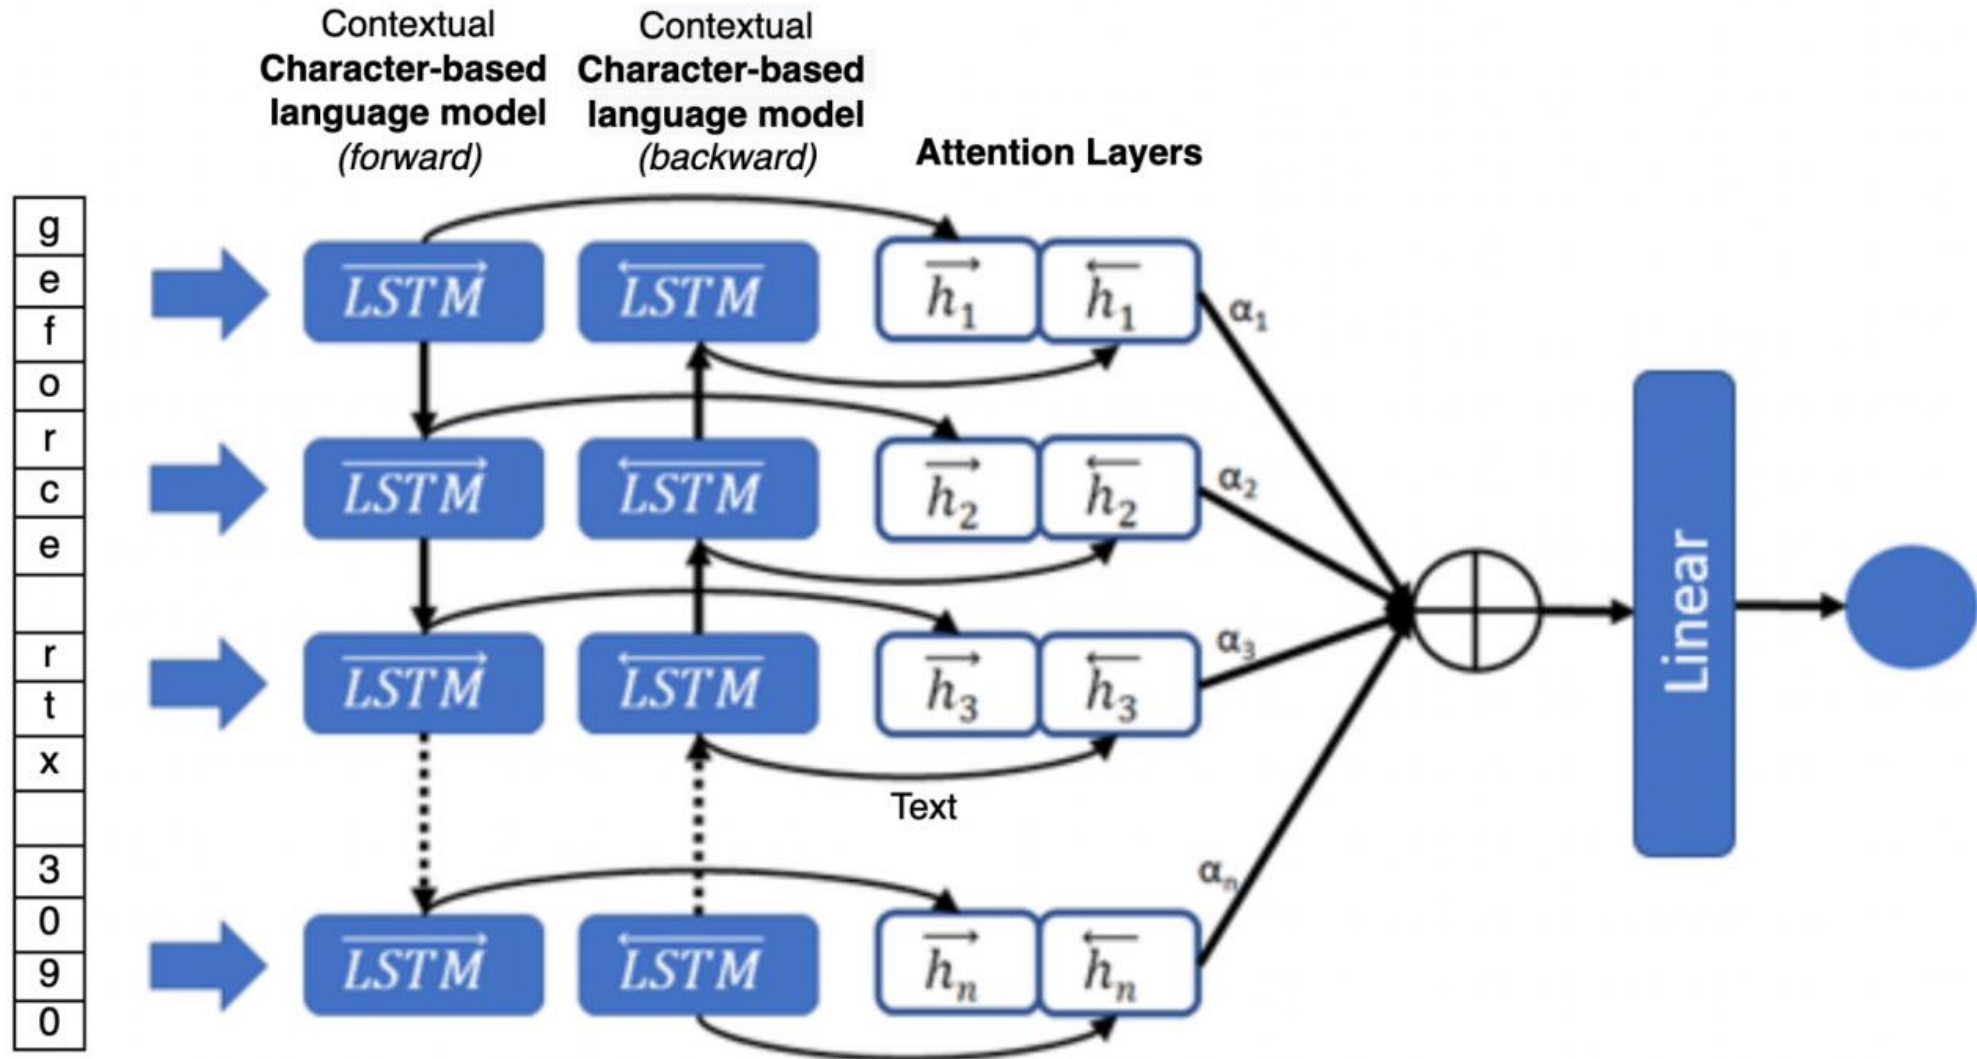 Contextual
Character-based
language model
(forward)
Contextual
Character-based
language model
(backward)
Attention Layers
g
e
f
o
r
c
e
r
t
x
3
0
9
0
LSTM
LSTM
h1
h1
α1
LSTM
LSTM
h2
h2
α2
LSTM
LSTM
h3
h3
α3
Text
LSTM
LSTM
hn
hn
αn
Linear